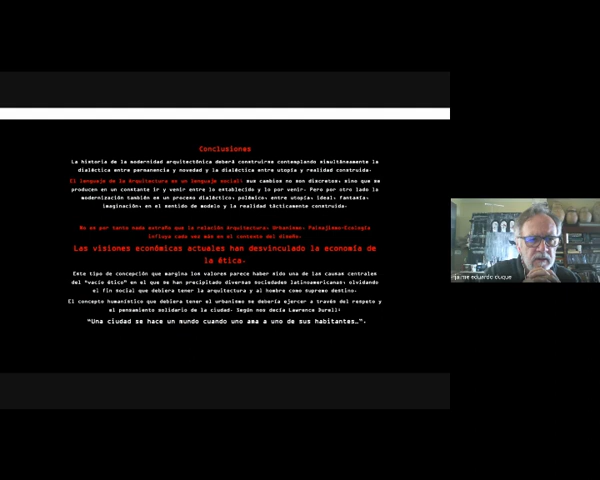 Conclusiones
La historia de la modernidad arquitectónica deberá construirse contemplando simultáneamente la
dialéctica entre permanencia y novedad y la dialéctica entre utopía y realidad construida.
El lenguaje de la Arquitectura es un lenguaje social: sus cambios no son discretos, sino que se
producen en un constante ir y venir entre lo establecido y lo por venir. Pero por otro lado la
modernización también es un proceso dialéctico, polémico, entre utopía, ideal, fantasía,
imaginación, en el sentido de modelo y la realidad tácticamente construida.
No es por tanto nada extraño que la relación Arquitectura, Urbanismo, Paisajismo-Ecología
influya cada vez más en el contexto del diseño.
Las visiones económicas actuales han desvinculado la economía de
la ética.
Este tipo de concepción que margina los valores parece haber sido una de las causas centrales
del "vacío ético" en el que se han precipitado diversas sociedades latinoamericanas, olvidando
el fin social que debiera tener la arquitectura y al hombre como supremo destino.
El concepto humanístico que debiera tener el urbanismo se debería ejercer a través del respeto y
el pensamiento solidario de la ciudad. Según nos decía Lawrence Durell:
"Una ciudad se hace un mundo cuando uno ama a uno de sus habitantes…".
jaime eduardo duque